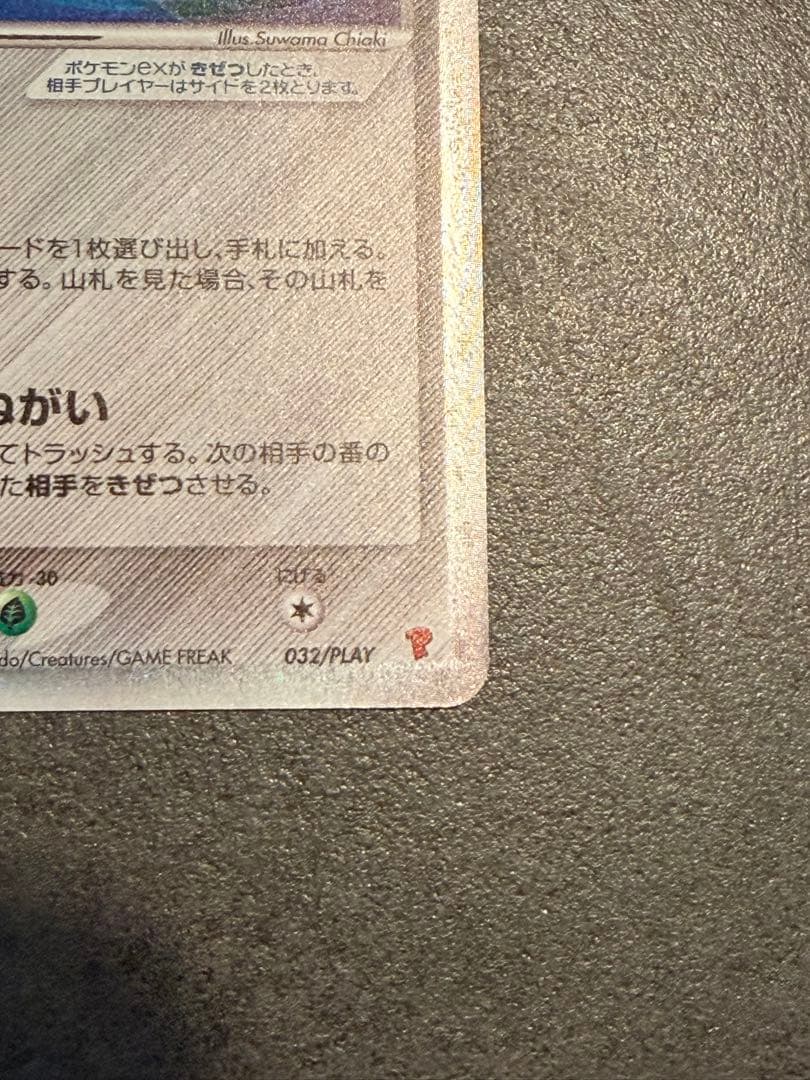 Illus.Suwama Chiaki
ポケモンexが きぜつしたとき、
相手プレイヤーはサイドを2枚とります。
ードを1枚選び出し、手札に加える。
する。山札を見た場合、その山札を
ねがい
てトラッシュする。次の相手の番の
た相手をきぜつさせる。
力 -30
にげる
do/Creatures/GAME FREAK
032/PLAY